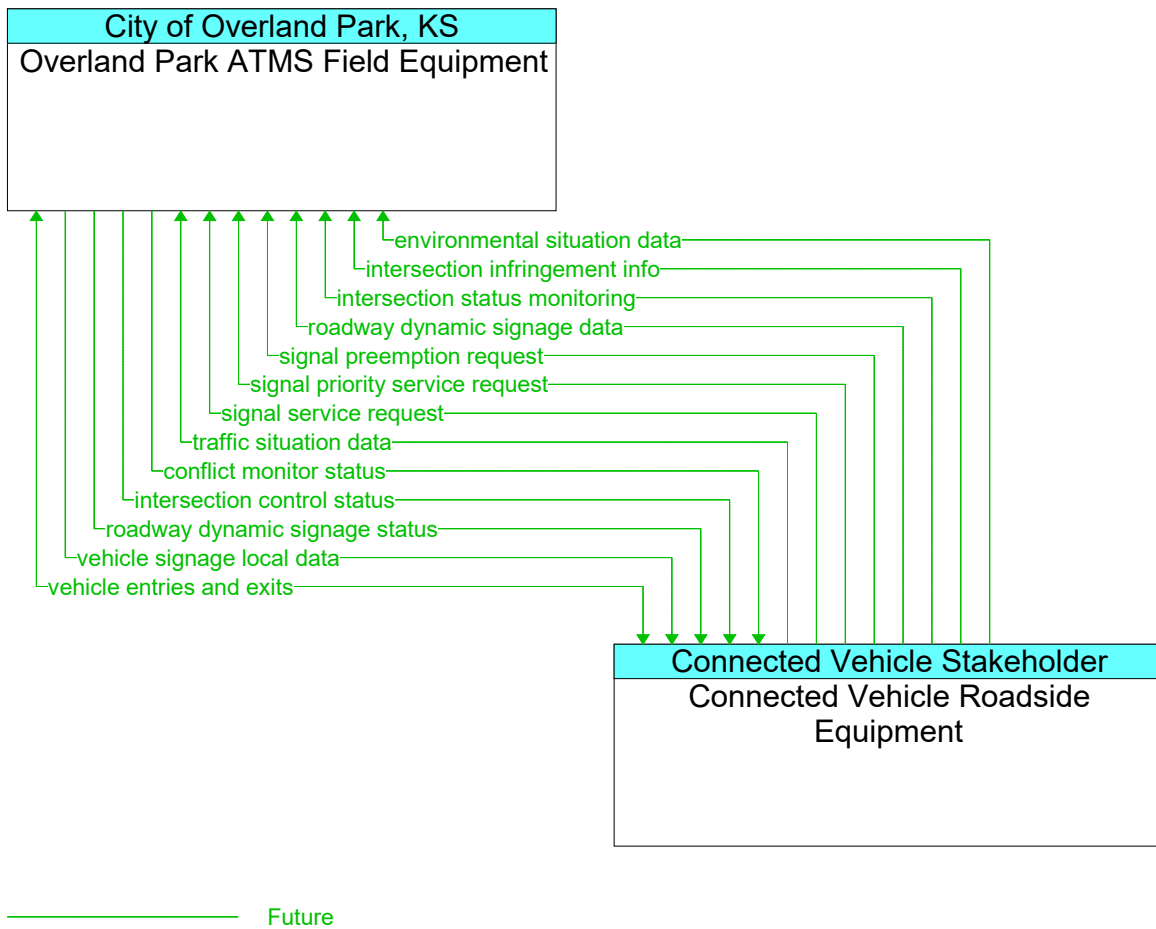 City of Overland Park, KS
Overland Park ATMS Field Equipment
environmental situation data
intersection infringement info
intersection status monitoring
roadway dynamic signage data
signal preemption request
signal priority service request
signal service request
traffic situation data
conflict monitor status
intersection control status
roadway dynamic signage status
vehicle signage local data
vehicle entries and exits
Connected Vehicle Stakeholder
Connected Vehicle Roadside
Equipment
Future